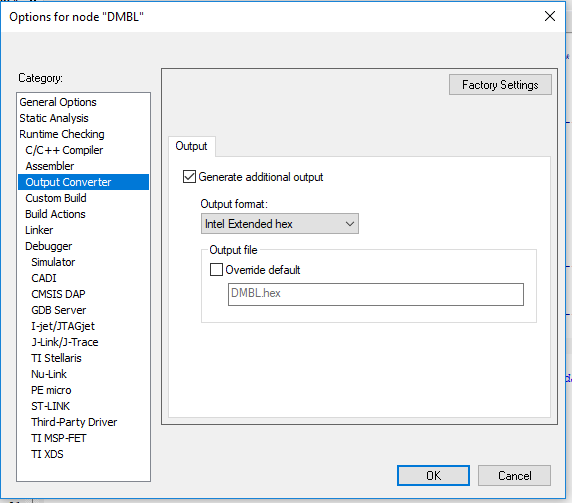 Options for node "DMBL"
Category:
General Options
Static Analysis
Runtime Checking
C/C++ Compiler
Assembler
Output Converter
Custom Build
Build Actions
Linker
Debugger
Simulator
CADI
CMSIS DAP
GDB Server
I-jet/JTAGjet
J-Link/J-Trace
TI Stellaris
Nu-Link
PE micro
ST-LINK
Third-Party Driver
TI MSP-FET
TI XDS
Factory Settings
Output
Generate additional output
Output format:
Intel Extended hex
Output file
Override default
DMBL.hex
OK
Cancel